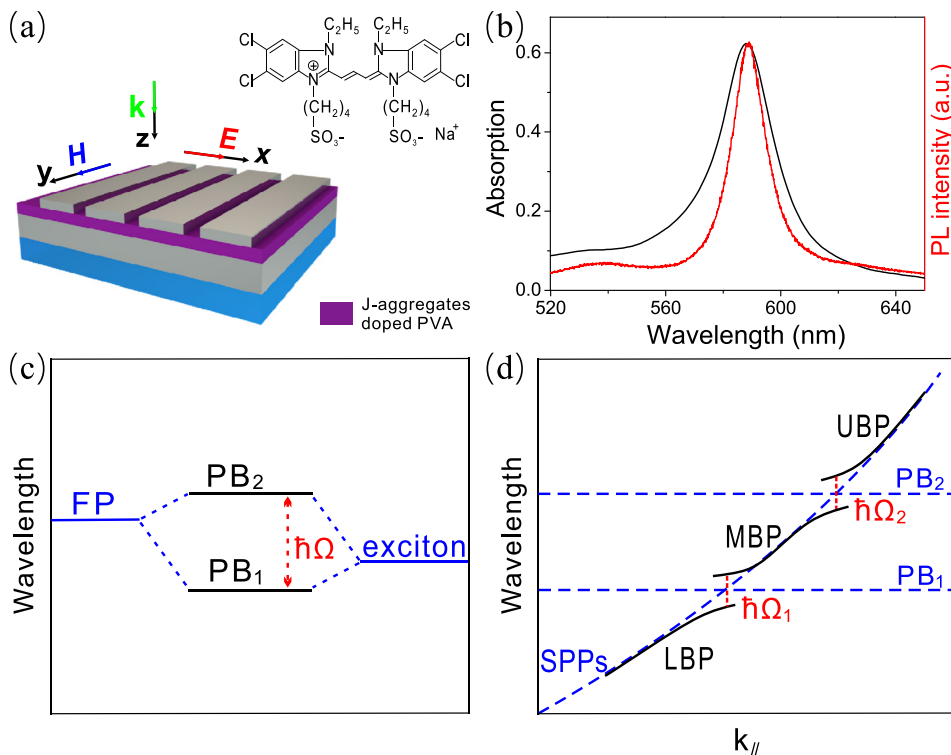 (a)
C₂H₅ C₂H₅
Cl N N Cl
Cl N⊕ N Cl
(CH₂)₄ (CH₂)₄
SO₃- SO₃- Na⁺
k
z
H E x
y
J-aggregates
doped PVA
(b)
Absorption
0.6
0.4
0.2
0.0
520 560 600 640
Wavelength (nm)
PL intensity (a.u.)
(c)
Wavelength
FP
PB₂
ħΩ
exciton
PB₁
(d)
Wavelength
UBP
PB₂
ħΩ₂
MBP
PB₁
ħΩ₁
SPPs
LBP
k//